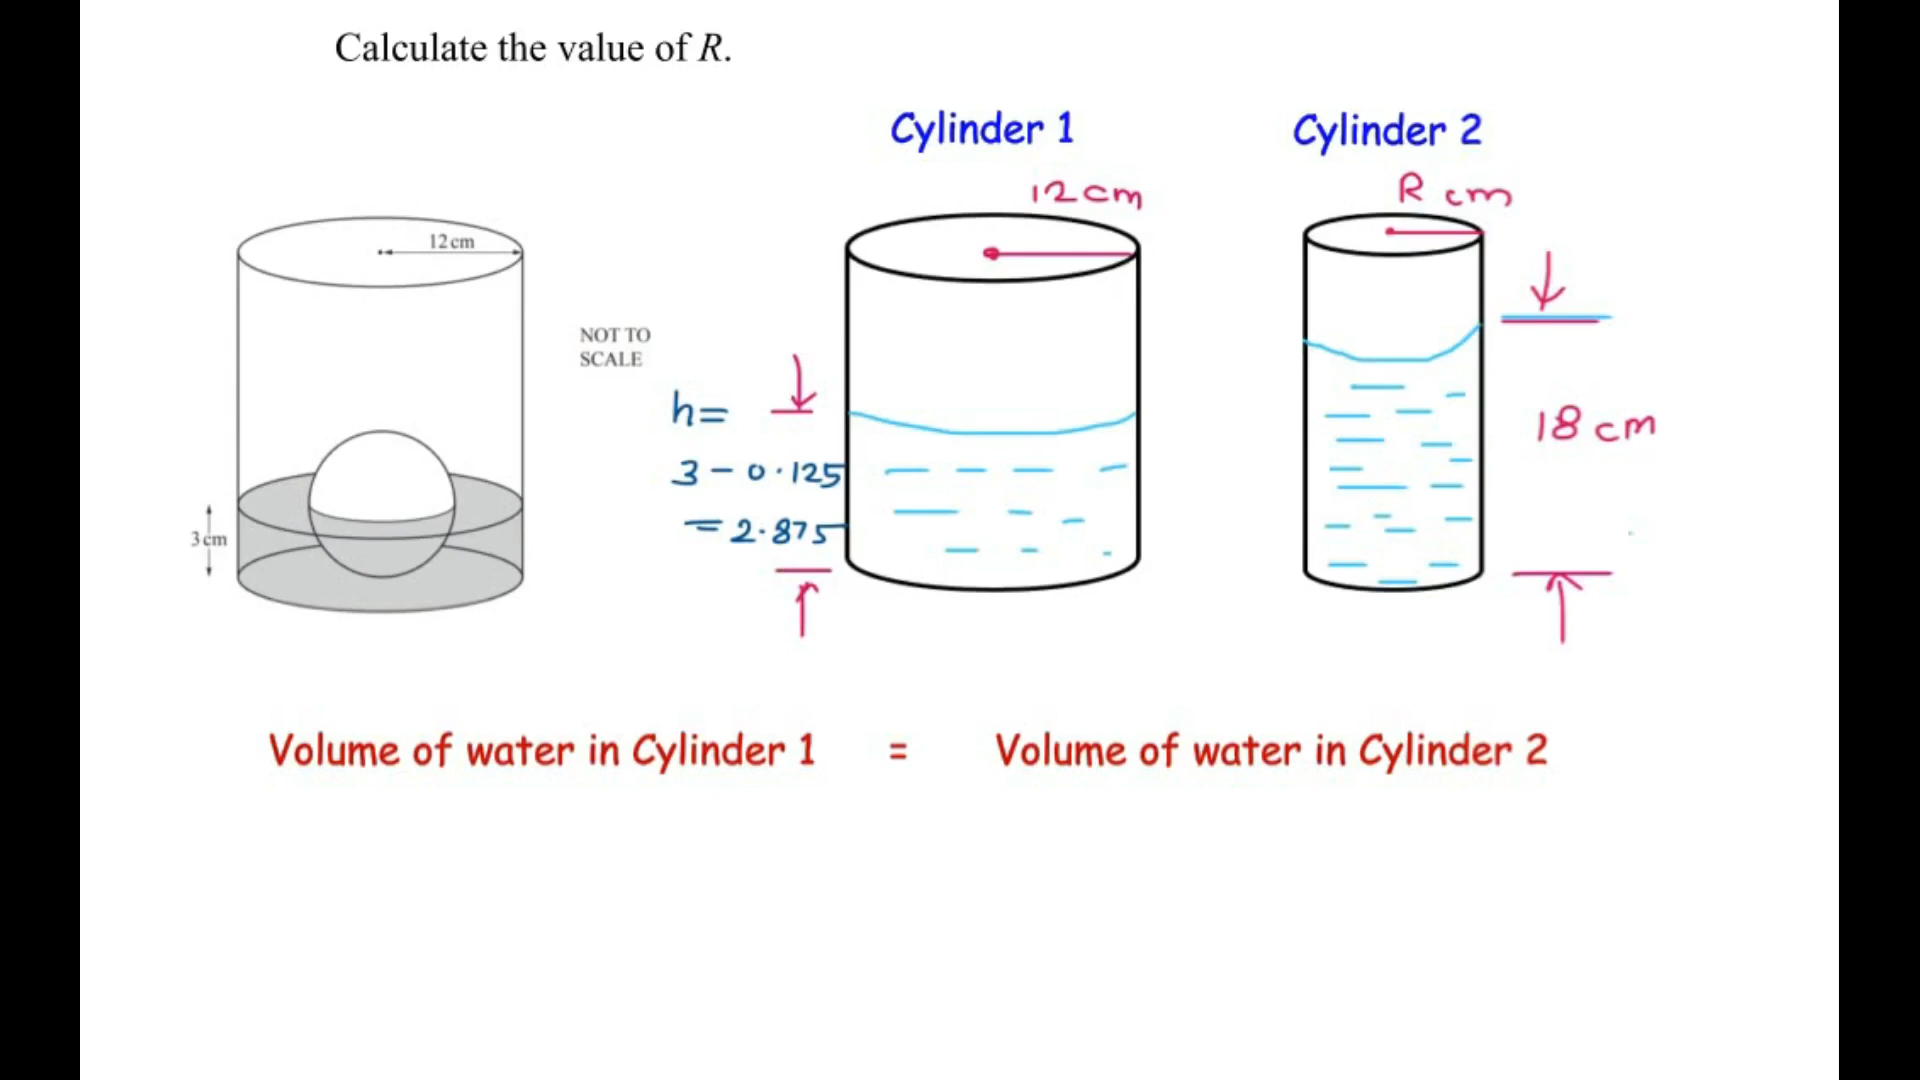 Calculate the value of R.
Cylinder 1
Cylinder 2
12 cm
R cm
12 cm
NOT TO
SCALE
h=
3 - 0.125
= 2.875
18 cm
3 cm
Volume of water in Cylinder 1 = Volume of water in Cylinder 2